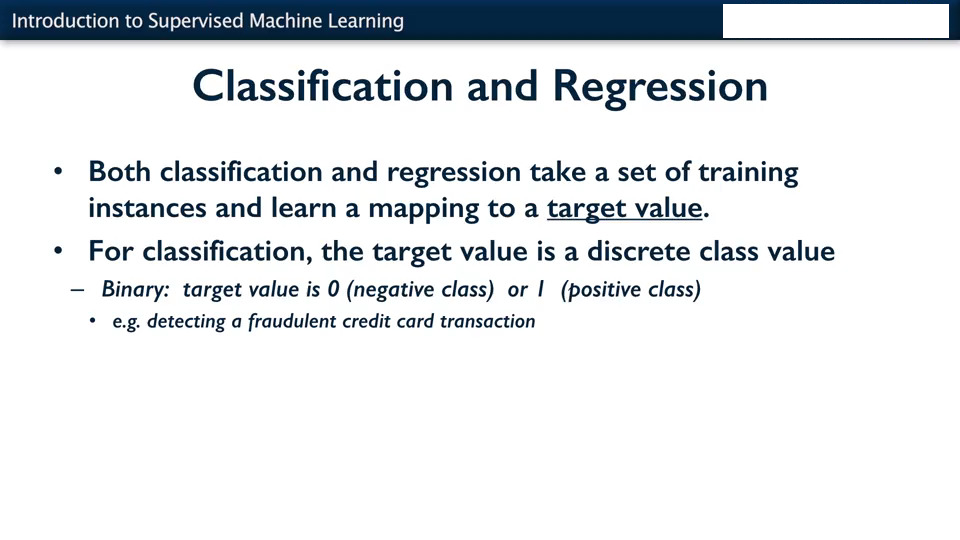 Introduction to Supervised Machine Learning
Classification and Regression
• Both classification and regression take a set of training
instances and learn a mapping to a target value.
• For classification, the target value is a discrete class value
– Binary: target value is 0 (negative class) or 1 (positive class)
• e.g. detecting a fraudulent credit card transaction